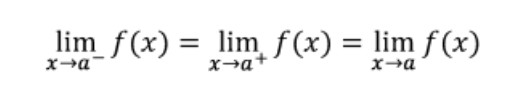 lim_{x→a⁻} f(x) = lim_{x→a⁺} f(x) = lim_{x→a} f(x)